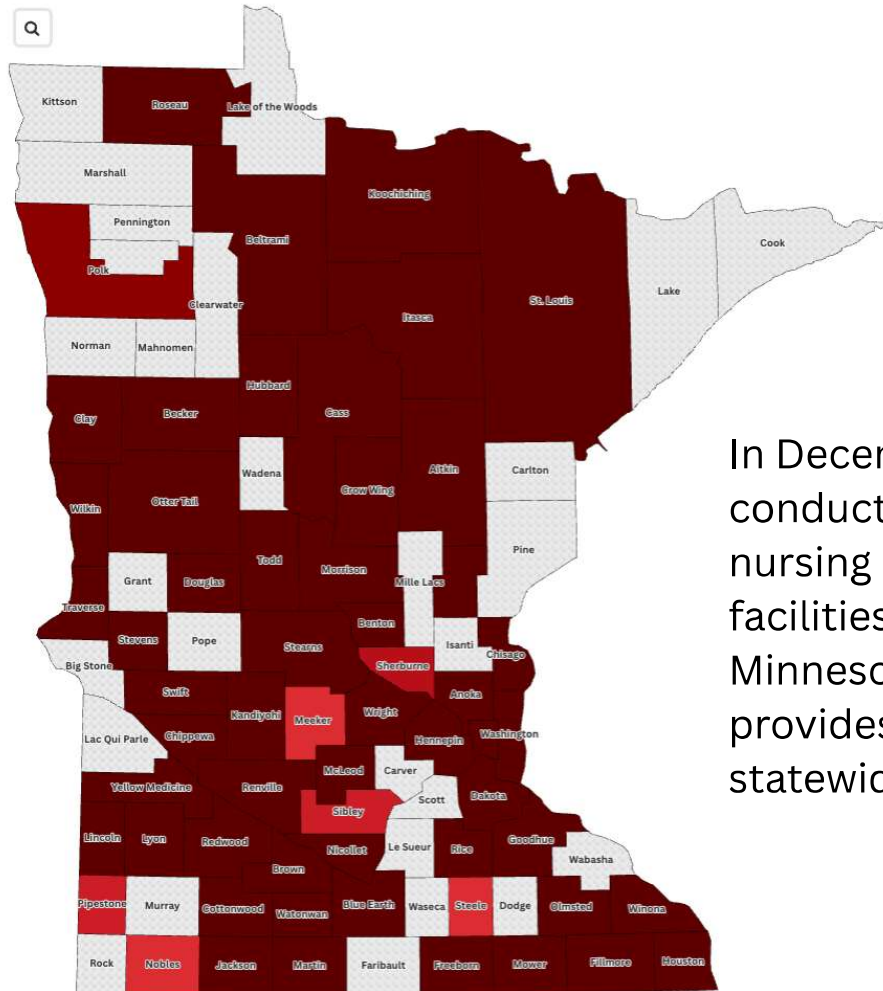 Kittson
Roseau
Lake of the Woods
Marshall
Koochiching
Pennington
Beltrami
Cook
Polk
Clearwater
Lake
St. Louis
Itasca
Norman
Mahnomen
Hubbard
Clay
Becker
Cass
Wadena
Aitkin
Carlton
Crow Wing
Otter Tail
Wilkin
Pine
Todd
Morrison
Grant
Douglas
Mille Lacs
Traverse
Benton
Stevens
Pope
Stearns
Isanti
Chisago
Big Stone
Sherburne
Swift
Anoka
Kandiyohi
Meeker
Wright
Washington
Lac Qui Parle
Chippewa
Hennepin
McLeod
Carver
Yellow Medicine
Renville
Scott
Dakota
Sibley
Lincoln
Lyon
Redwood
Nicollet
Le Sueur
Rice
Goodhue
Wabasha
Brown
Pipestone
Murray
Cottonwood
Watonwan
Blue Earth
Waseca
Steele
Dodge
Olmsted
Winona
Rock
Nobles
Jackson
Martin
Faribault
Freeborn
Mower
Fillmore
Houston
In Decem
conduct
nursing
facilities
Minneso
provides
statewid